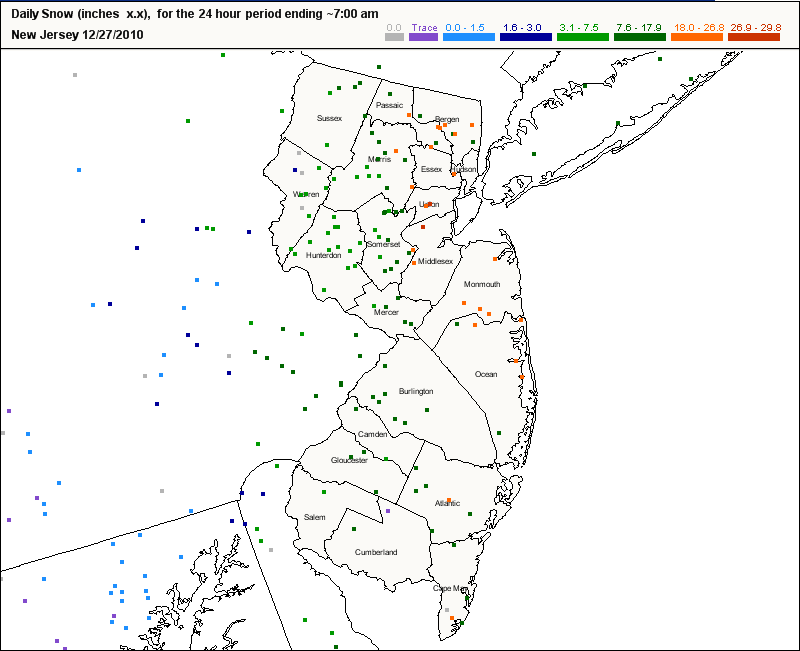 Daily Snow (inches x.x), for the 24 hour period ending ~7:00 am
New Jersey 12/27/2010
0.0 Trace 0.0 - 1.5 1.6 - 3.0 3.1 - 7.5 7.6 - 17.9 18.0 - 26.8 26.9 - 29.8
Passaic
Sussex
Bergen
Morris
Essex
Hudson
Warren
Union
Somerset
Hunterdon
Middlesex
Monmouth
Mercer
Ocean
Burlington
Camden
Gloucester
Atlantic
Salem
Cumberland
Cape May